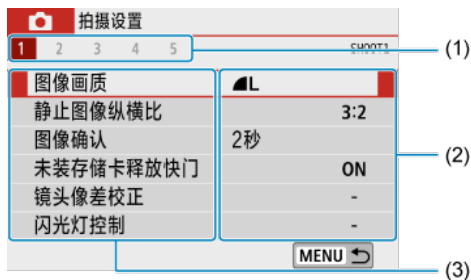 拍摄设置
1 2 3 4 5 SHOOT1 (1)
图像画质 L
静止图像纵横比 3:2
图像确认 2秒
(2)
未装存储卡释放快门 ON
镜头像差校正 -
闪光灯控制 -
MENU
(3)